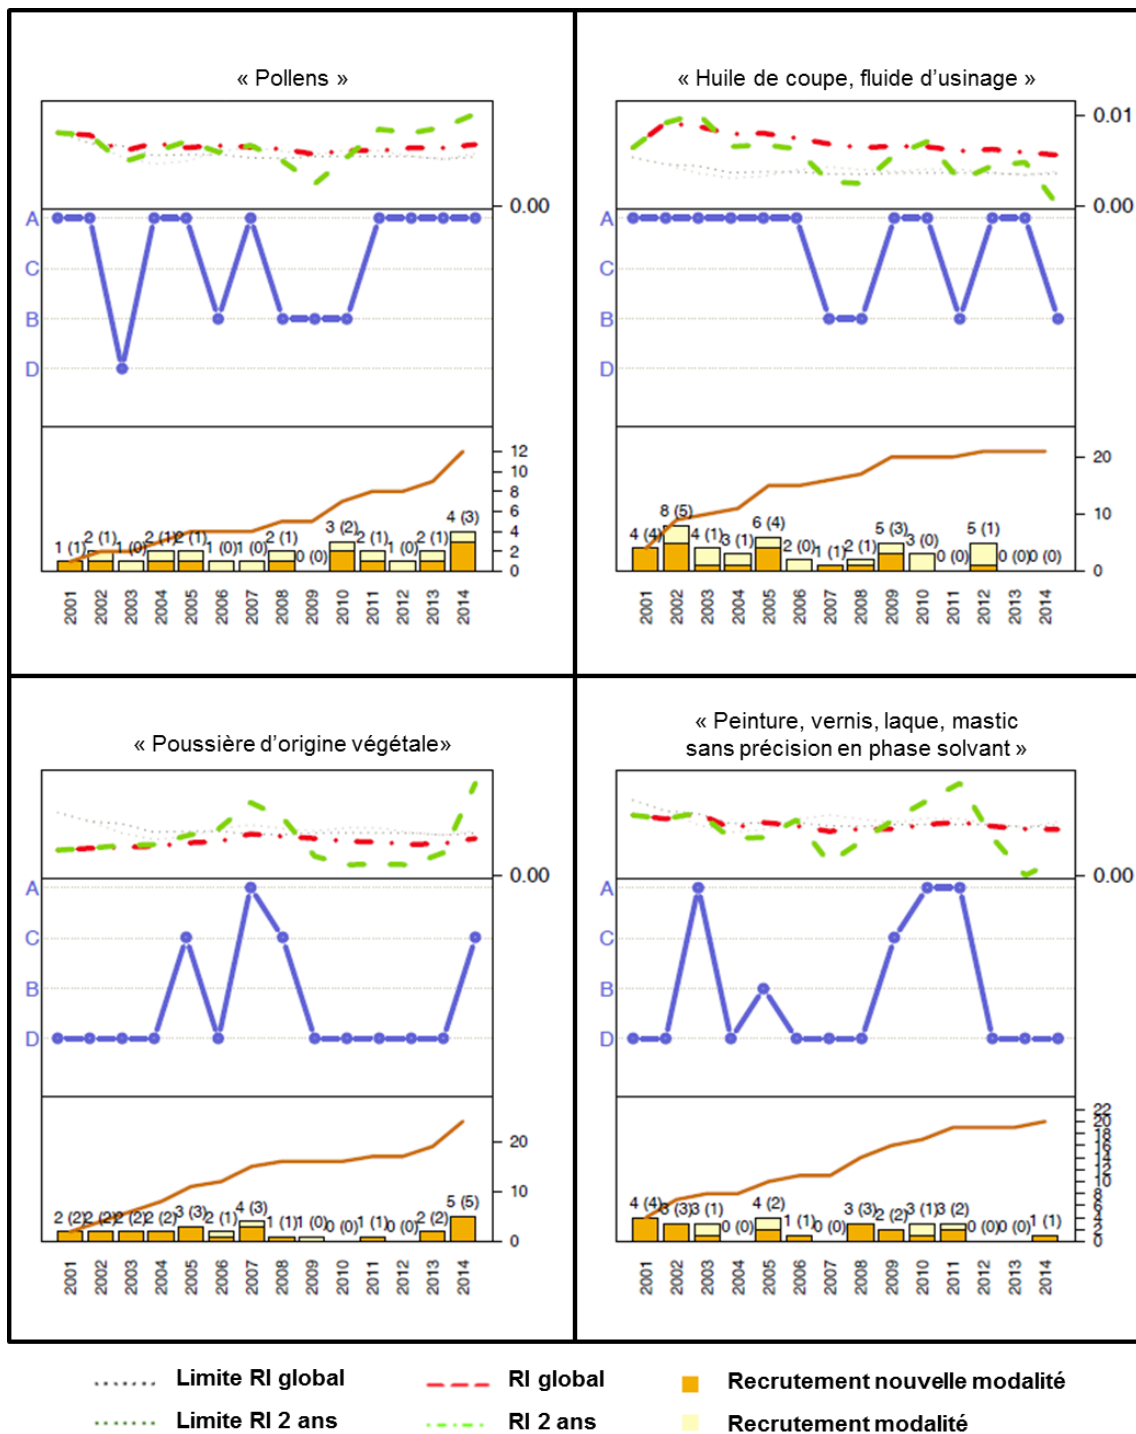 « Pollens »
0.00
A
C
B
D
12
10
8
6
4
2
0
1 (1)
2 (1)
1 (0)
2 (1)
2 (1)
1 (0)
1 (0)
2 (1)
0 (0)
3 (2)
2 (1)
1 (0)
2 (1)
4 (3)
2001 2002 2003 2004 2005 2006 2007 2008 2009 2010 2011 2012 2013 2014
« Huile de coupe, fluide d’usinage »
0.01
0.00
A
C
B
D
20
10
0
4 (4)
8 (5)
4 (1)
3 (1)
6 (4)
2 (0)
1 (1)
2 (1)
5 (3)
3 (0)
0 (0)
5 (1)
0 (0)
0 (0)
2001 2002 2003 2004 2005 2006 2007 2008 2009 2010 2011 2012 2013 2014
« Poussière d’origine végétale»
0.00
A
C
B
D
20
10
0
2 (2)
2 (2)
2 (2)
2 (2)
3 (3)
2 (1)
4 (3)
1 (1)
1 (0)
0 (0)
1 (1)
0 (0)
2 (2)
5 (5)
2001 2002 2003 2004 2005 2006 2007 2008 2009 2010 2011 2012 2013 2014
« Peinture, vernis, laque, mastic
sans précision en phase solvant »
0.00
A
C
B
D
22
20
18
16
14
12
10
8
6
4
2
0
4 (4)
3 (3)
3 (1)
0 (0)
4 (2)
1 (1)
0 (0)
3 (3)
2 (2)
3 (1)
3 (2)
0 (0)
0 (0)
1 (1)
2001 2002 2003 2004 2005 2006 2007 2008 2009 2010 2011 2012 2013 2014
Limite RI global
RI global
Recrutement nouvelle modalité
Limite RI 2 ans
RI 2 ans
Recrutement modalité